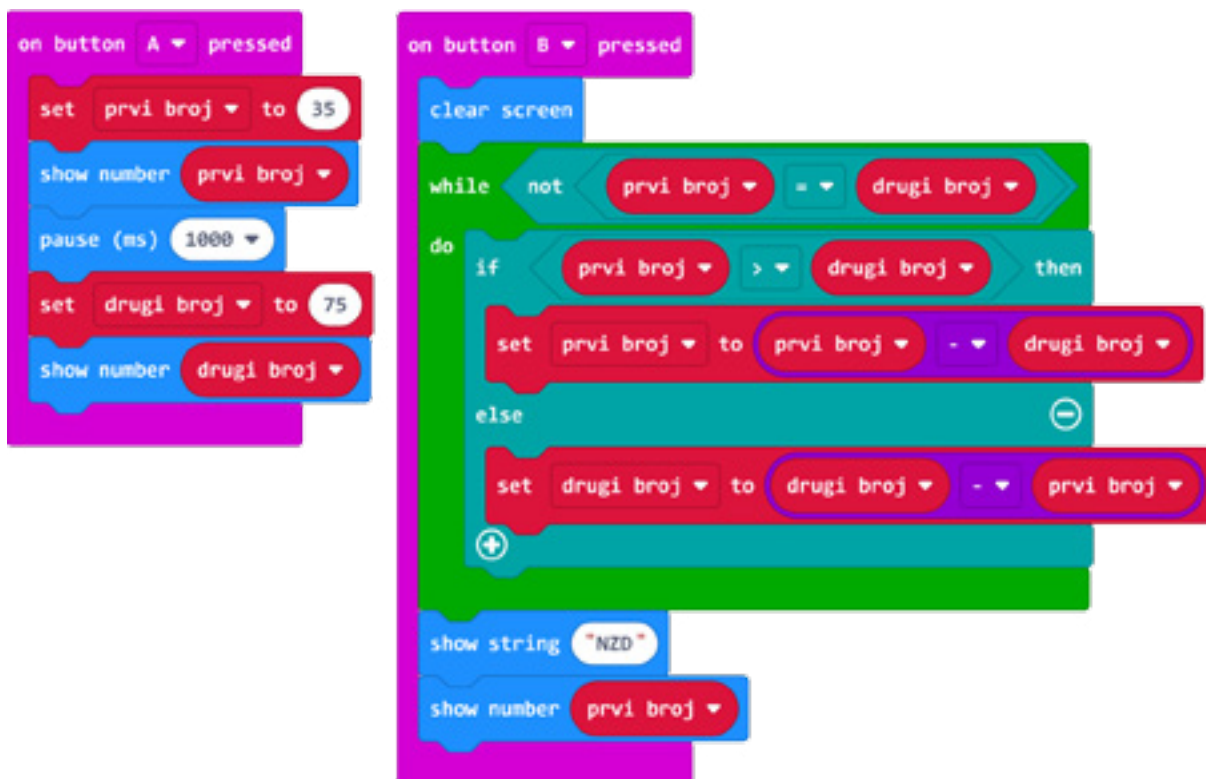 on button A pressed
set prvi broj to 35
show number prvi broj
pause (ms) 1000
set drugi broj to 75
show number drugi broj
on button B pressed
clear screen
while not prvi broj = drugi broj
do
if prvi broj > drugi broj then
set prvi broj to prvi broj - drugi broj
else
set drugi broj to drugi broj - prvi broj
show string "NZD"
show number prvi broj